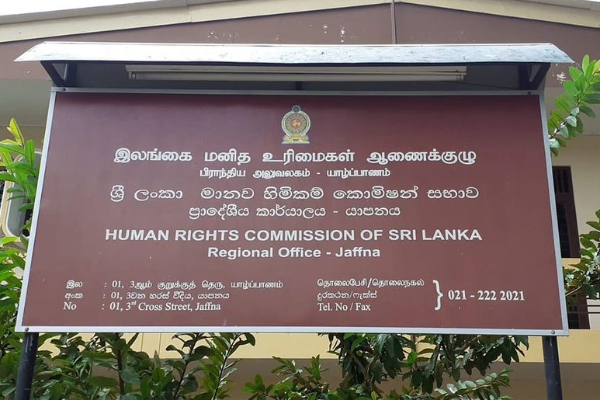 இலங்கை மனித உரிமைகள் ஆணைக்குழு
பிராந்திய அலுவலகம் - யாழ்ப்பாணம்
ශ්‍රී ලංකා මානව හිමිකම් කොමිෂන් සභාව
ප්‍රාදේශීය කාර්යාලය - යාපනය
HUMAN RIGHTS COMMISSION OF SRI LANKA
Regional Office - Jaffna
இல : 01, 3ஆம் குறுக்குத் தெரு, யாழ்ப்பாணம்
අංක : 01, 3වන හරස් වීදිය, යාපනය
No : 01, 3rd Cross Street, Jaffna
தொலைபேசி/தொலைநகல்
දුරකථන/ෆැක්ස්
Tel. No / Fax
} 021 - 222 2021